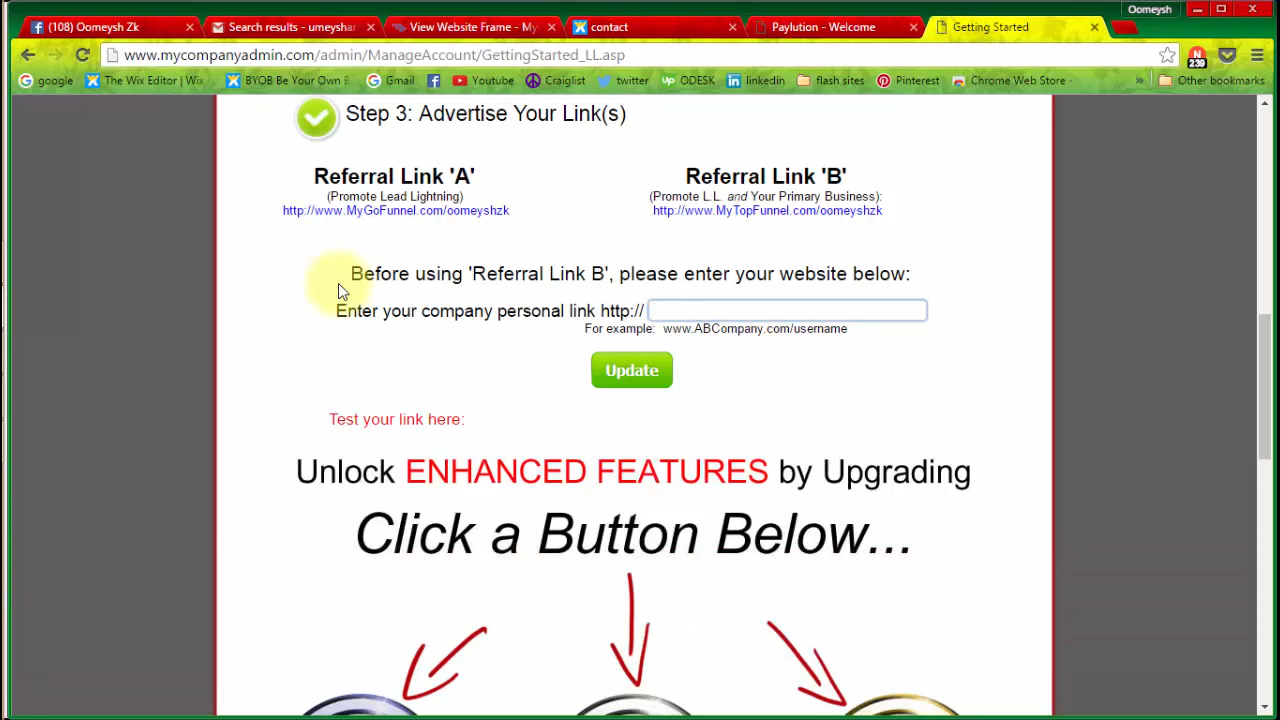 Oomeysh
(108) Oomeysh Zk
Search results - umeyshar
View Website Frame - My
contact
Paylution - Welcome
Getting Started
www.mycompanyadmin.com/admin/ManageAccount/GettingStarted_LL.asp
N
239
google
The Wix Editor | Wix
BYOB Be Your Own B
Gmail
Youtube
Craiglist
twitter
ODESK
linkedin
flash sites
Pinterest
Chrome Web Store -
»
Other bookmarks
Step 3: Advertise Your Link(s)
Referral Link 'A'
(Promote Lead Lightning)
http://www.MyGoFunnel.com/oomeyshzk
Referral Link 'B'
(Promote L.L. and Your Primary Business):
http://www.MyTopFunnel.com/oomeyshzk
Before using 'Referral Link B', please enter your website below:
Enter your company personal link http://
For example: www.ABCompany.com/username
Update
Test your link here:
Unlock ENHANCED FEATURES by Upgrading
Click a Button Below...